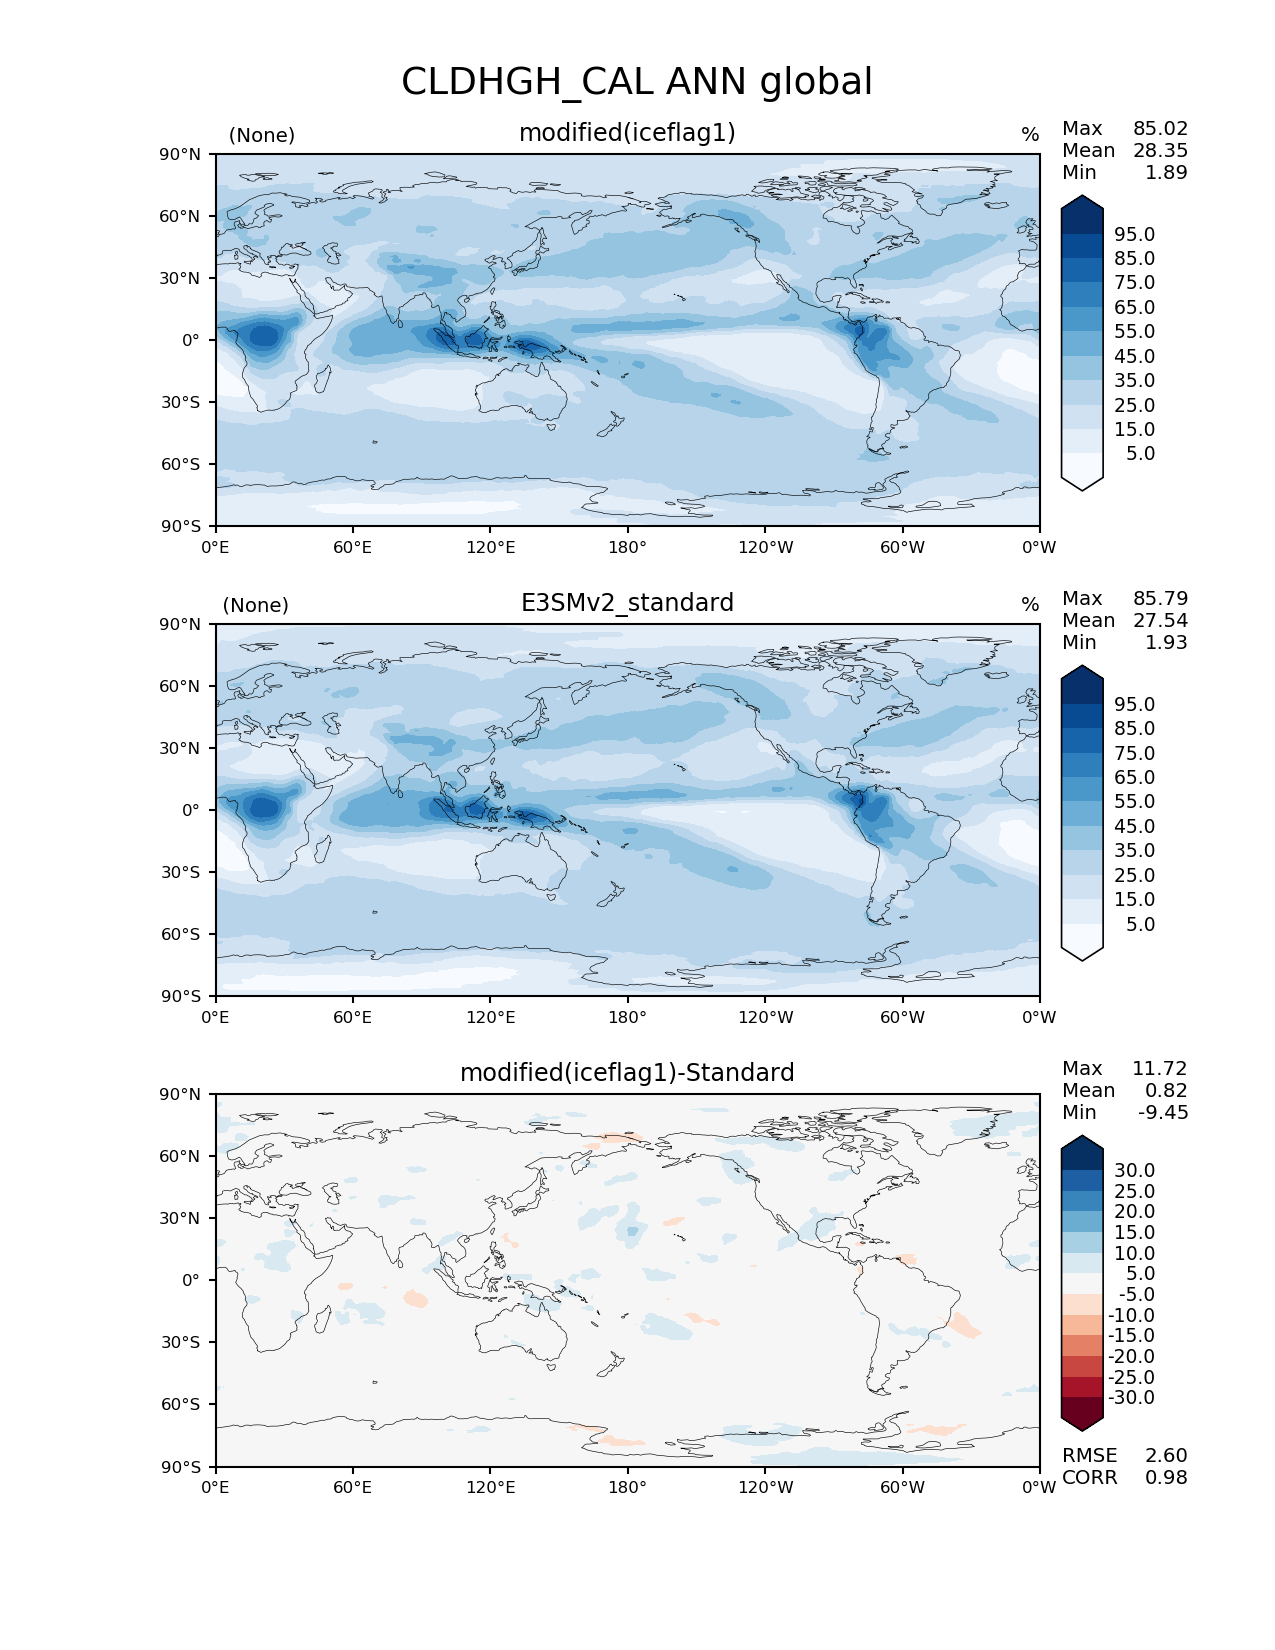 CLDHGH_CAL ANN global
(None) modified(iceflag1) %
Max 85.02
Mean 28.35
Min 1.89
90°N
60°N
30°N
0°
30°S
60°S
90°S
0°E 60°E 120°E 180° 120°W 60°W 0°W
95.0
85.0
75.0
65.0
55.0
45.0
35.0
25.0
15.0
5.0
(None) E3SMv2_standard %
Max 85.79
Mean 27.54
Min 1.93
90°N
60°N
30°N
0°
30°S
60°S
90°S
0°E 60°E 120°E 180° 120°W 60°W 0°W
95.0
85.0
75.0
65.0
55.0
45.0
35.0
25.0
15.0
5.0
modified(iceflag1)-Standard
Max 11.72
Mean 0.82
Min -9.45
90°N
60°N
30°N
0°
30°S
60°S
90°S
0°E 60°E 120°E 180° 120°W 60°W 0°W
30.0
25.0
20.0
15.0
10.0
5.0
-5.0
-10.0
-15.0
-20.0
-25.0
-30.0
RMSE 2.60
CORR 0.98